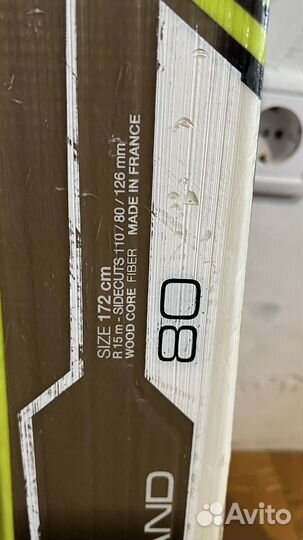 SIZE 172 cm
R 15 m - SIDECUTS 110 / 80 / 126 mm
WOOD CORE FIBER MADE IN FRANCE
80
AND
Avito